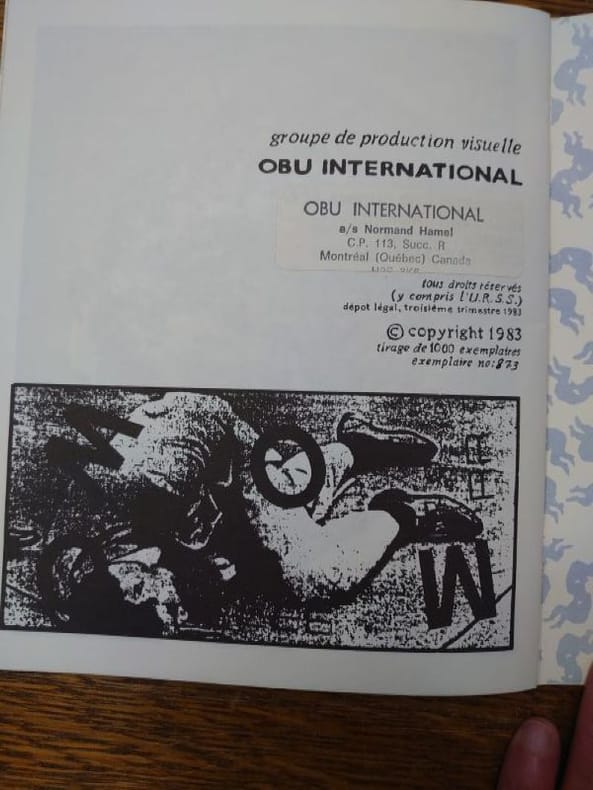 groupe de production visuelle
OBU INTERNATIONAL
OBU INTERNATIONAL
a/s Normand Hamel
C.P. 113, Succ. R
Montréal (Québec) Canada
tous droits réservés
(y compris l'U.R.S.S.)
dépot légal, troisième trimestre 1983
© copyright 1983
tirage de 1000 exemplaires
exemplaire no: 873
M O M